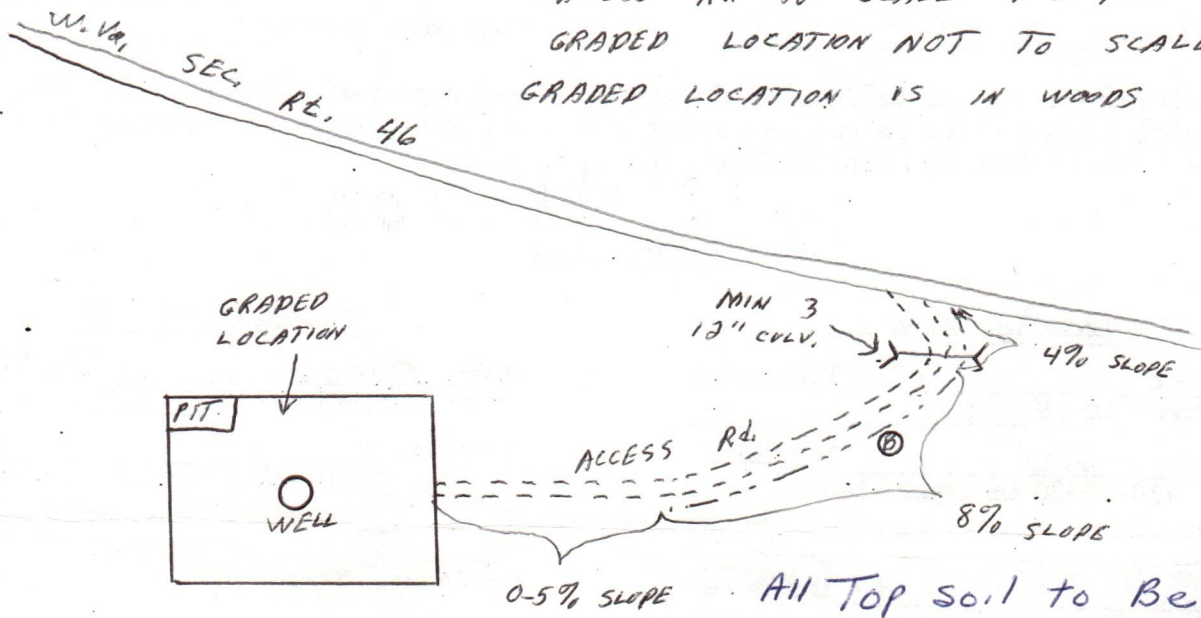 GRADED LOCATION NOT TO SCALE
GRADED LOCATION IS IN WOODS
W. Va. SEC. Rt. 46
GRADED
LOCATION
MIN 3
12" CULV.
4% SLOPE
PIT.
ACCESS Rd.
B
WELL
8% SLOPE
0-5% SLOPE
All Top soil to Be